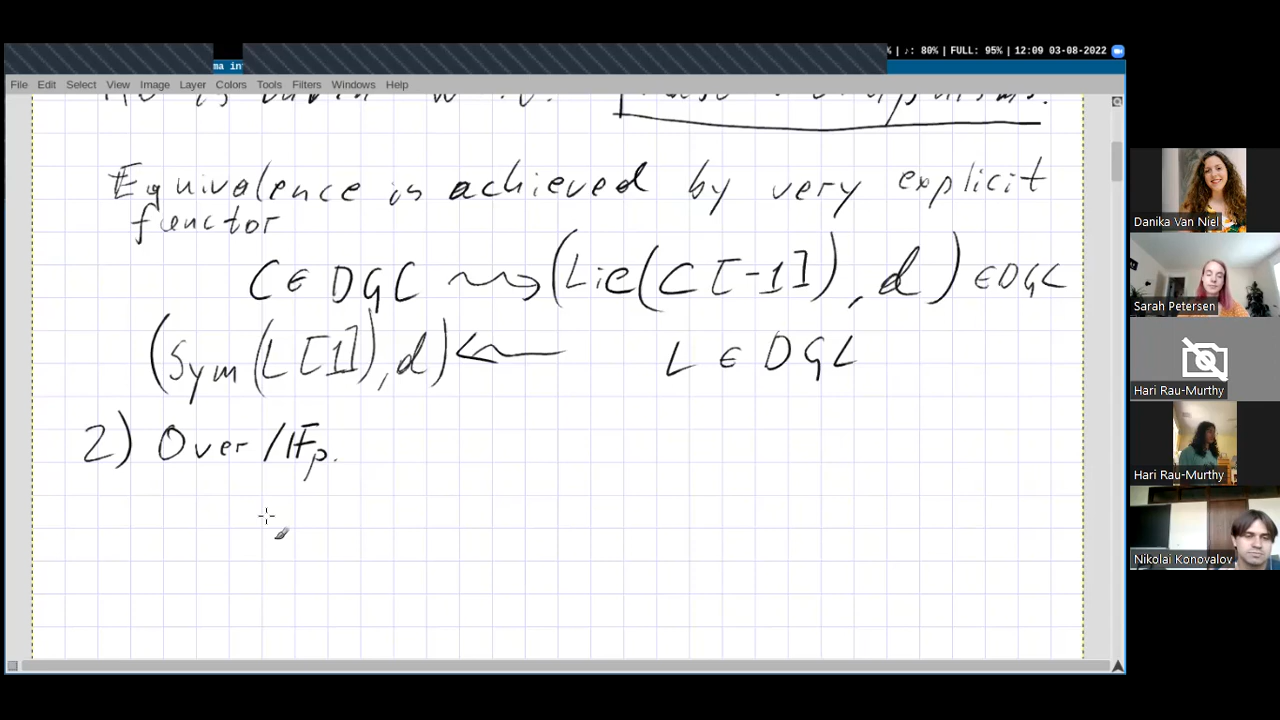 %| ♪: 80% | FULL: 95% | 12:09 03-08-2022
ma in
File Edit Select View Image Layer Colors Tools Filters Windows Help
Equivalence is achieved by very explicit
functor
C ∈ DGC ⇝ (Lie(C[-1]), d) ∈ DGL
(Sym(L[1]), d) ⇜ L ∈ DGL
2) Over /𝔽p.
Danika Van Niel
Sarah Petersen
Hari Rau-Murthy
Hari Rau-Murthy
Nikolai Konovalov